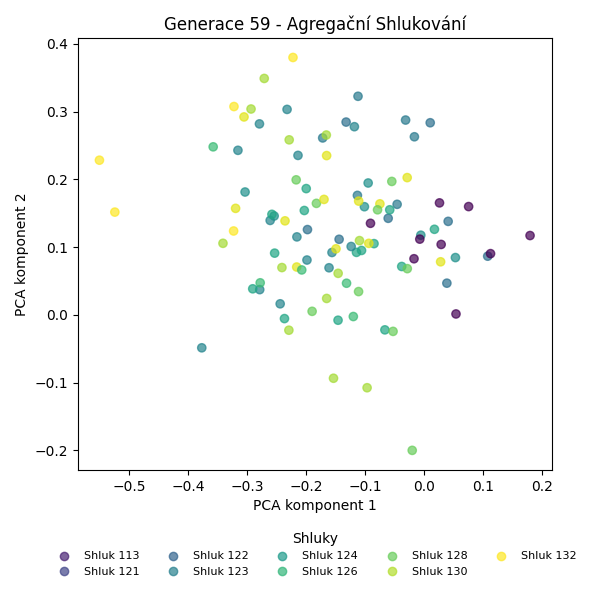 Generace 59 - Agregační Shlukování
PCA komponent 2
0.4
0.3
0.2
0.1
0.0
−0.1
−0.2
−0.5 −0.4 −0.3 −0.2 −0.1 0.0 0.1 0.2
PCA komponent 1
Shluky
Shluk 113 Shluk 122 Shluk 124 Shluk 128 Shluk 132
Shluk 121 Shluk 123 Shluk 126 Shluk 130